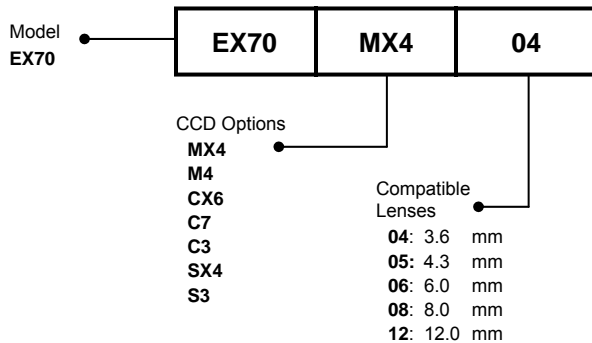 Model
EX70
EX70 MX4 04
CCD Options
MX4
M4
CX6
C7
C3
SX4
S3
Compatible
Lenses
04: 3.6 mm
05: 4.3 mm
06: 6.0 mm
08: 8.0 mm
12: 12.0 mm